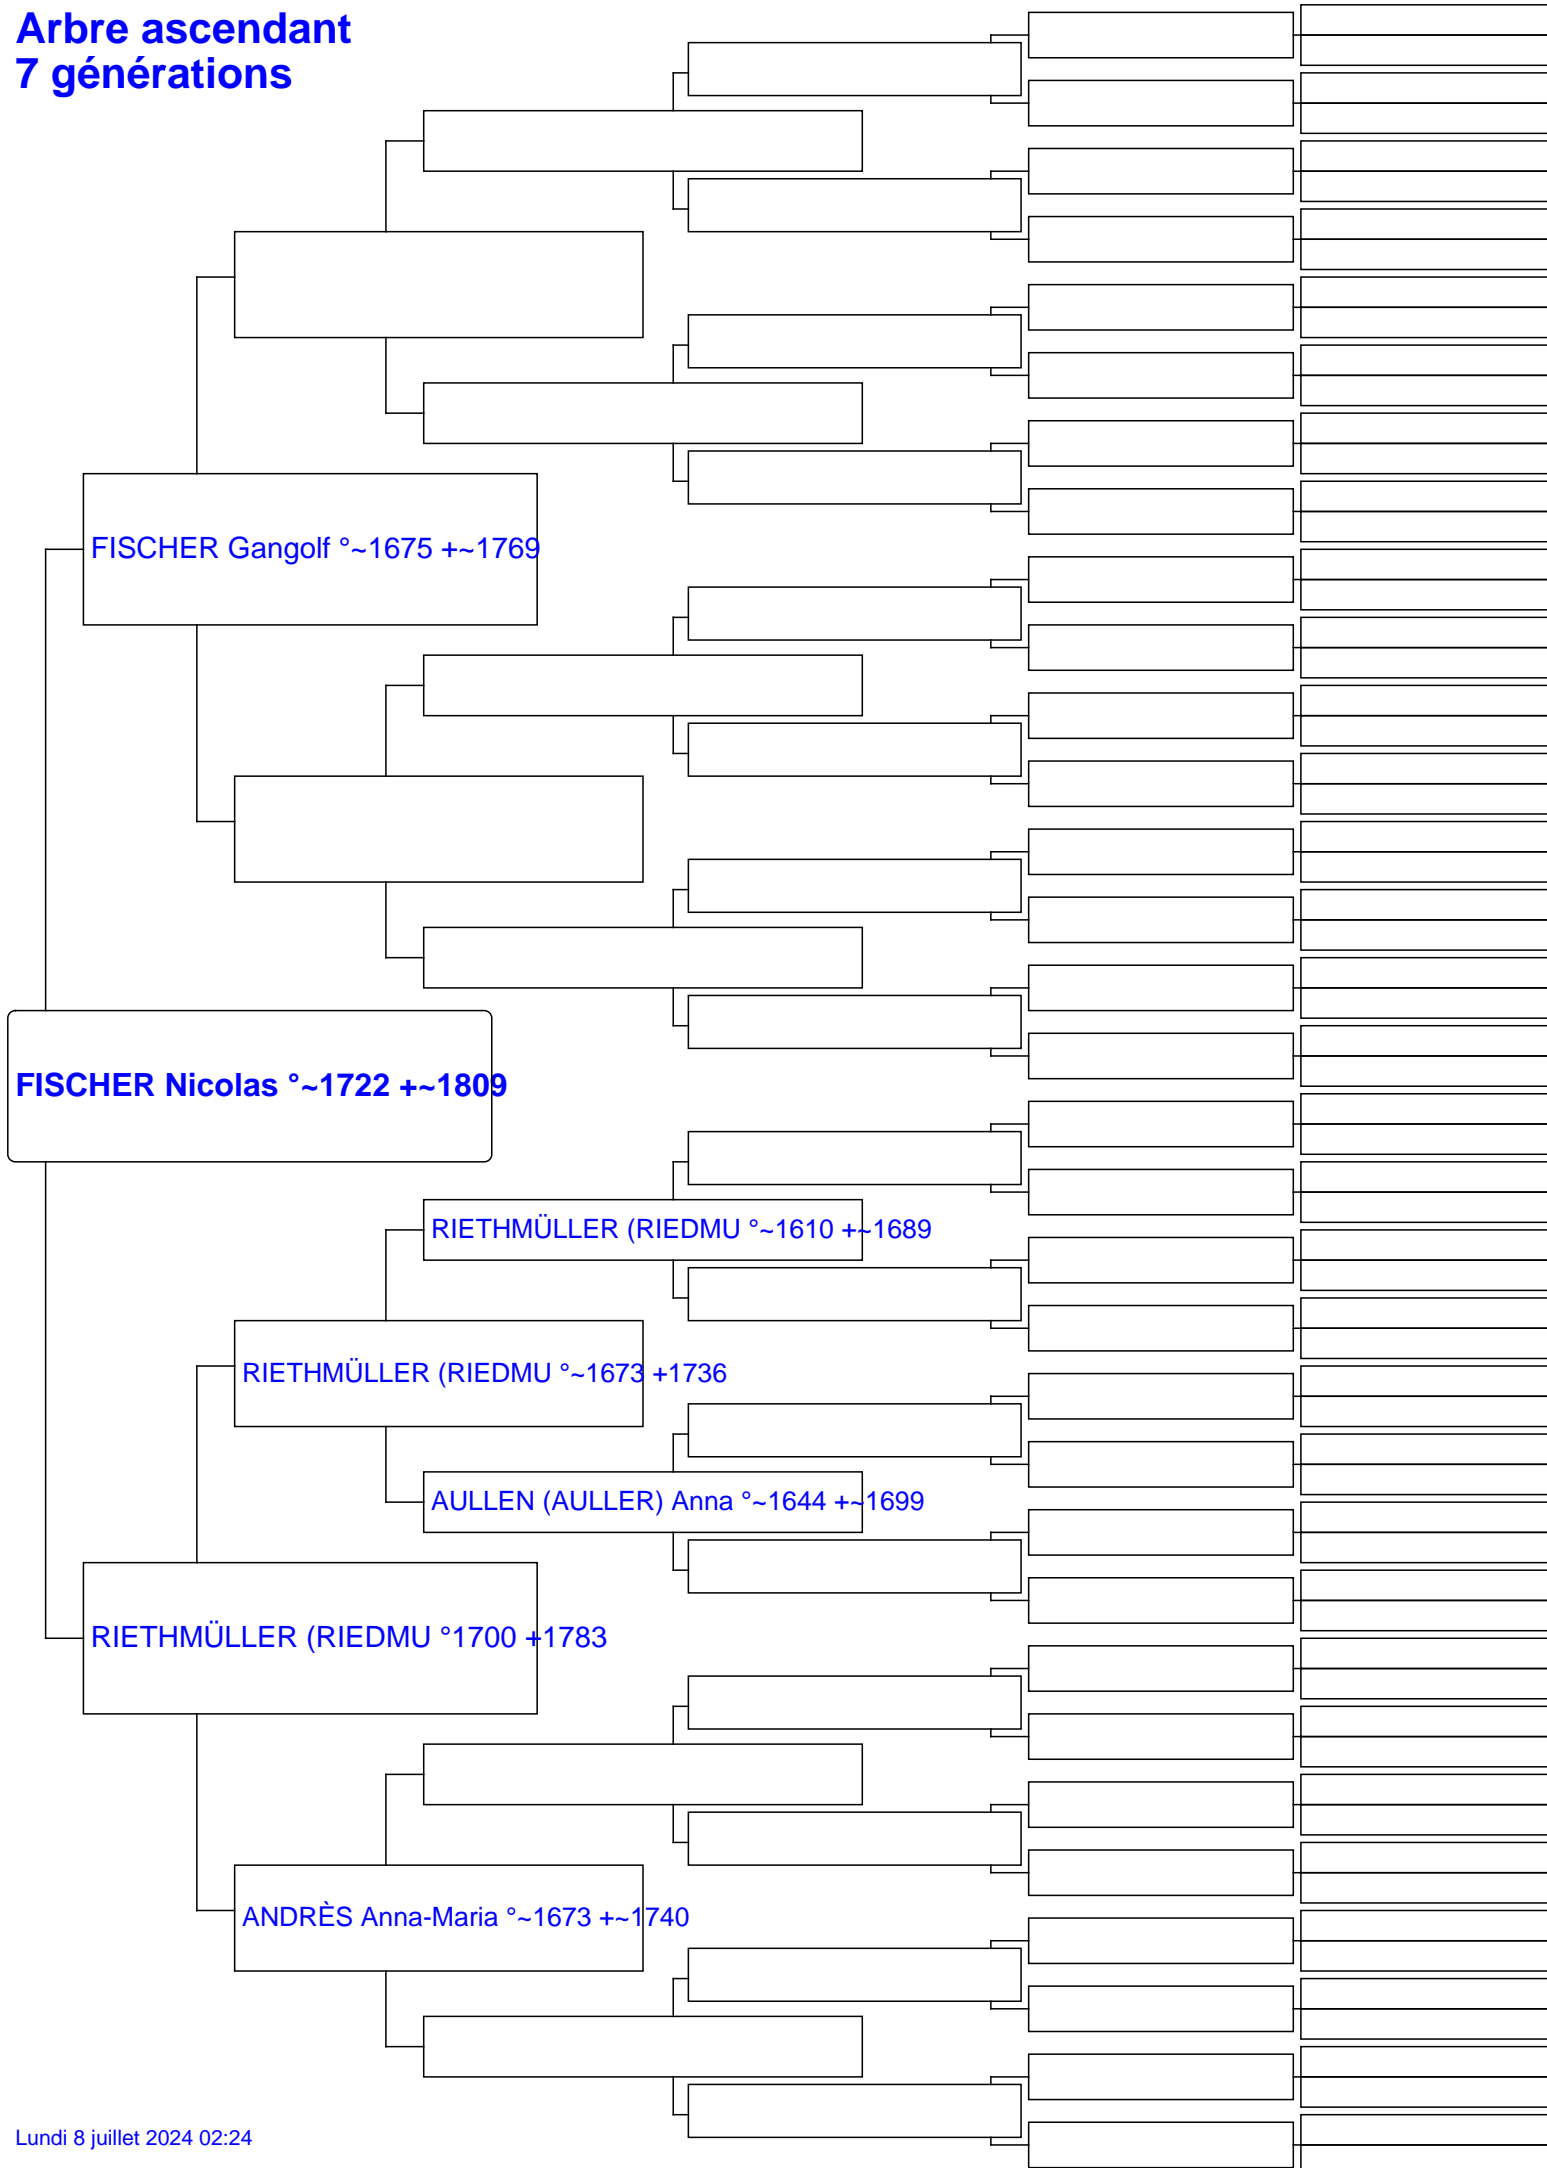 Arbre ascendant
7 générations
FISCHER Gangolf °~1675 +~1769
FISCHER Nicolas °~1722 +~1809
RIETHMÜLLER (RIEDMU °~1610 +~1689
RIETHMÜLLER (RIEDMU °~1673 +1736
AULLEN (AULLER) Anna °~1644 +~1699
RIETHMÜLLER (RIEDMU °1700 +1783
ANDRÈS Anna-Maria °~1673 +~1740
Lundi 8 juillet 2024 02:24